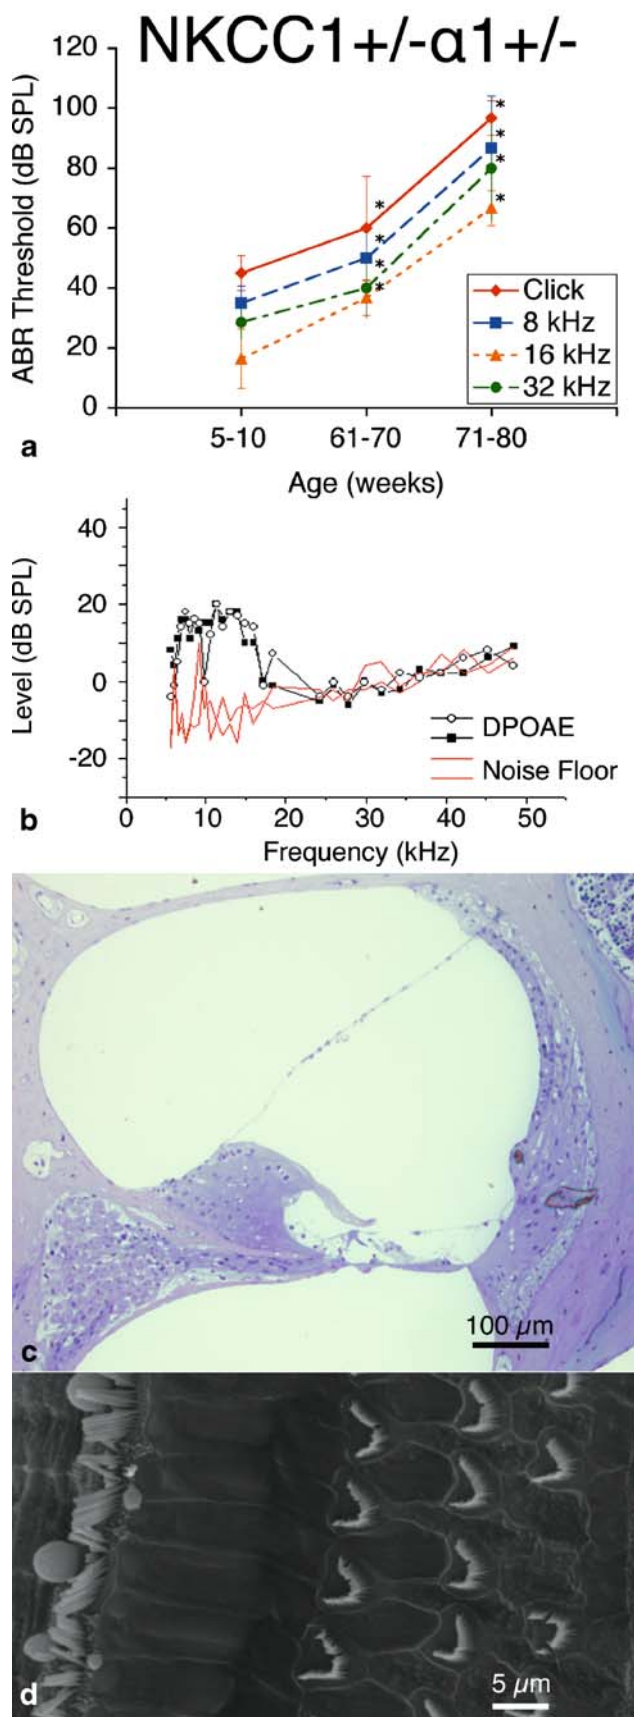 NKCC1+/-α1+/-
120
100
80
60
40
20
0
ABR Threshold (dB SPL)
*
*
*
*
*
*
*
*
Click
8 kHz
16 kHz
32 kHz
5-10
61-70
71-80
Age (weeks)
a
40
20
0
-20
Level (dB SPL)
DPOAE
Noise Floor
0
10
20
30
40
50
Frequency (kHz)
b
100 µm
c
5 µm
d